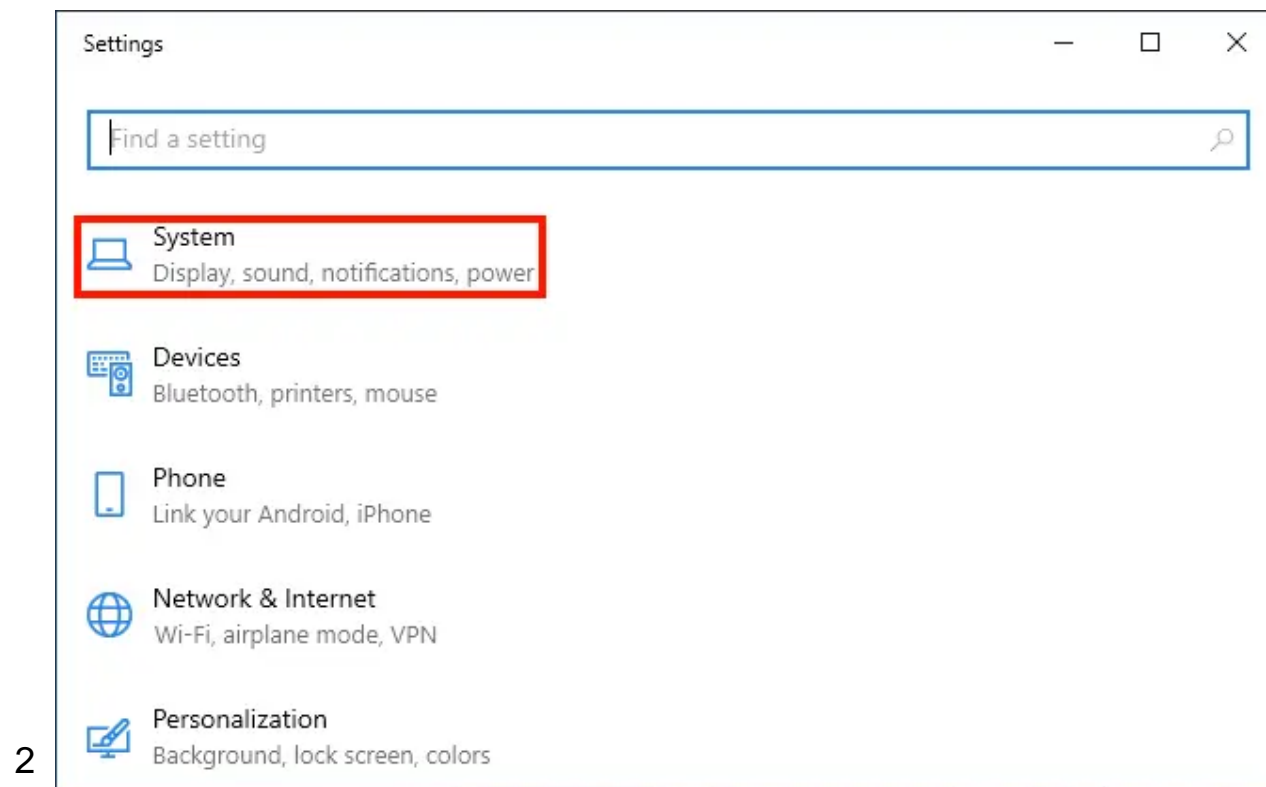 Settings
Find a setting
System
Display, sound, notifications, power
Devices
Bluetooth, printers, mouse
Phone
Link your Android, iPhone
Network & Internet
Wi-Fi, airplane mode, VPN
Personalization
Background, lock screen, colors
2